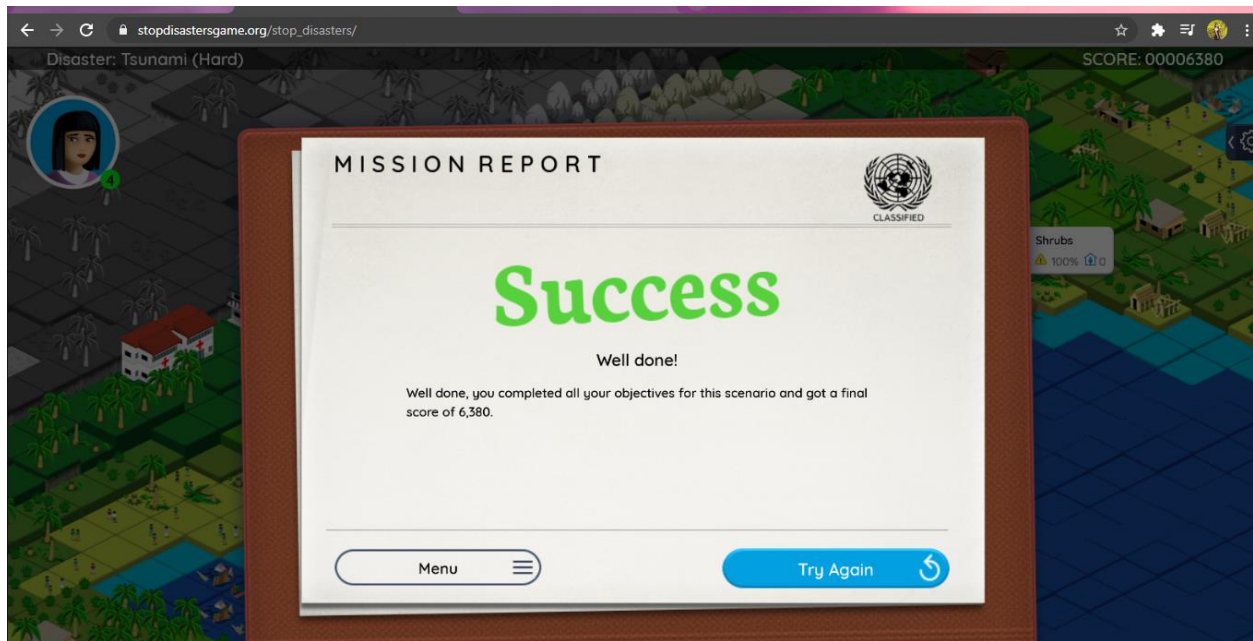 stopdisastersgame.org/stop_disasters/
Disaster: Tsunami (Hard)
SCORE: 00006380
4
MISSION REPORT
CLASSIFIED
Shrubs
100% 0
Success
Well done!
Well done, you completed all your objectives for this scenario and got a final
score of 6,380.
Menu
Try Again